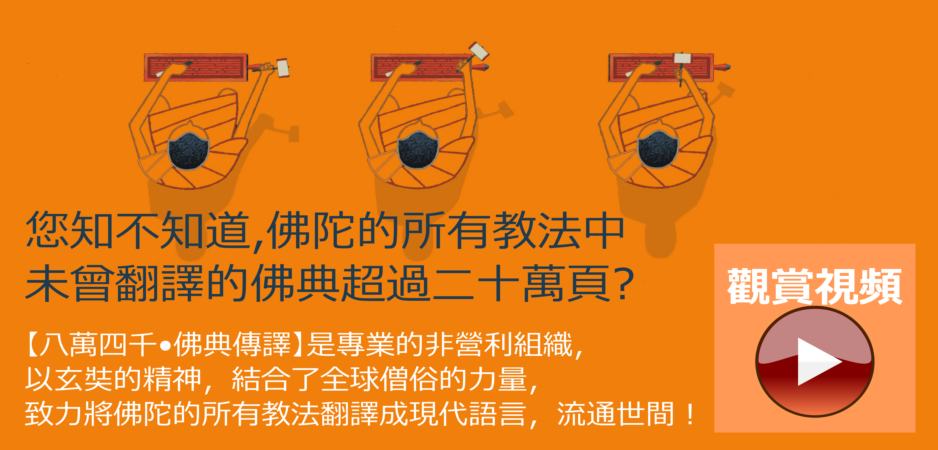 您知不知道,佛陀的所有教法中
未曾翻譯的佛典超過二十萬頁?
【八萬四千●佛典傳譯】是專業的非營利組織,
以玄奘的精神，結合了全球僧俗的力量,
致力將佛陀的所有教法翻譯成現代語言，流通世間！
觀賞視頻